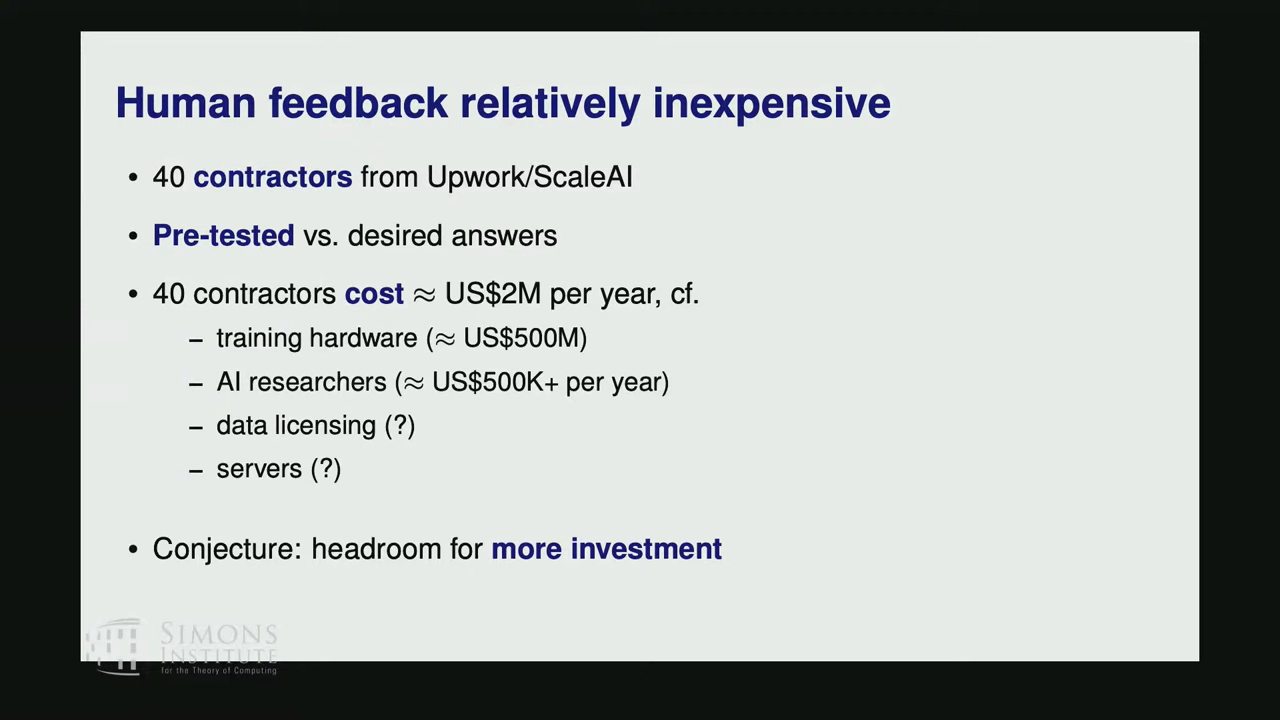 Human feedback relatively inexpensive
• 40 contractors from Upwork/ScaleAI
• Pre-tested vs. desired answers
• 40 contractors cost ≈ US$2M per year, cf.
– training hardware (≈ US$500M)
– AI researchers (≈ US$500K+ per year)
– data licensing (?)
– servers (?)
• Conjecture: headroom for more investment
SIMONS
INSTITUTE
for the Theory of Computing